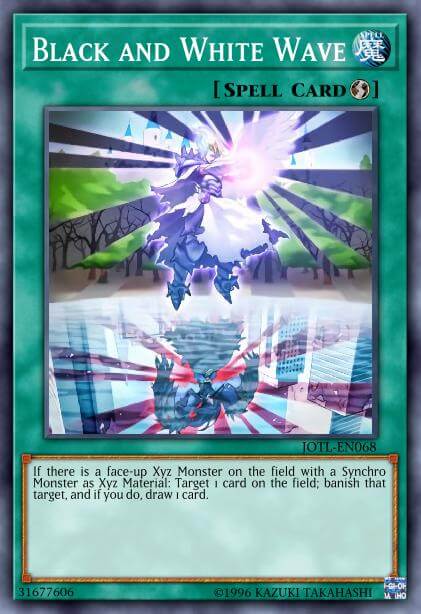 BLACK AND WHITE WAVE
SPELL
魔
[SPELL CARD]
JOTL-EN068
If there is a face-up Xyz Monster on the field with a Synchro
Monster as Xyz Material: Target 1 card on the field; banish that
target, and if you do, draw 1 card.
31677606
©1996 KAZUKI TAKAHASHI